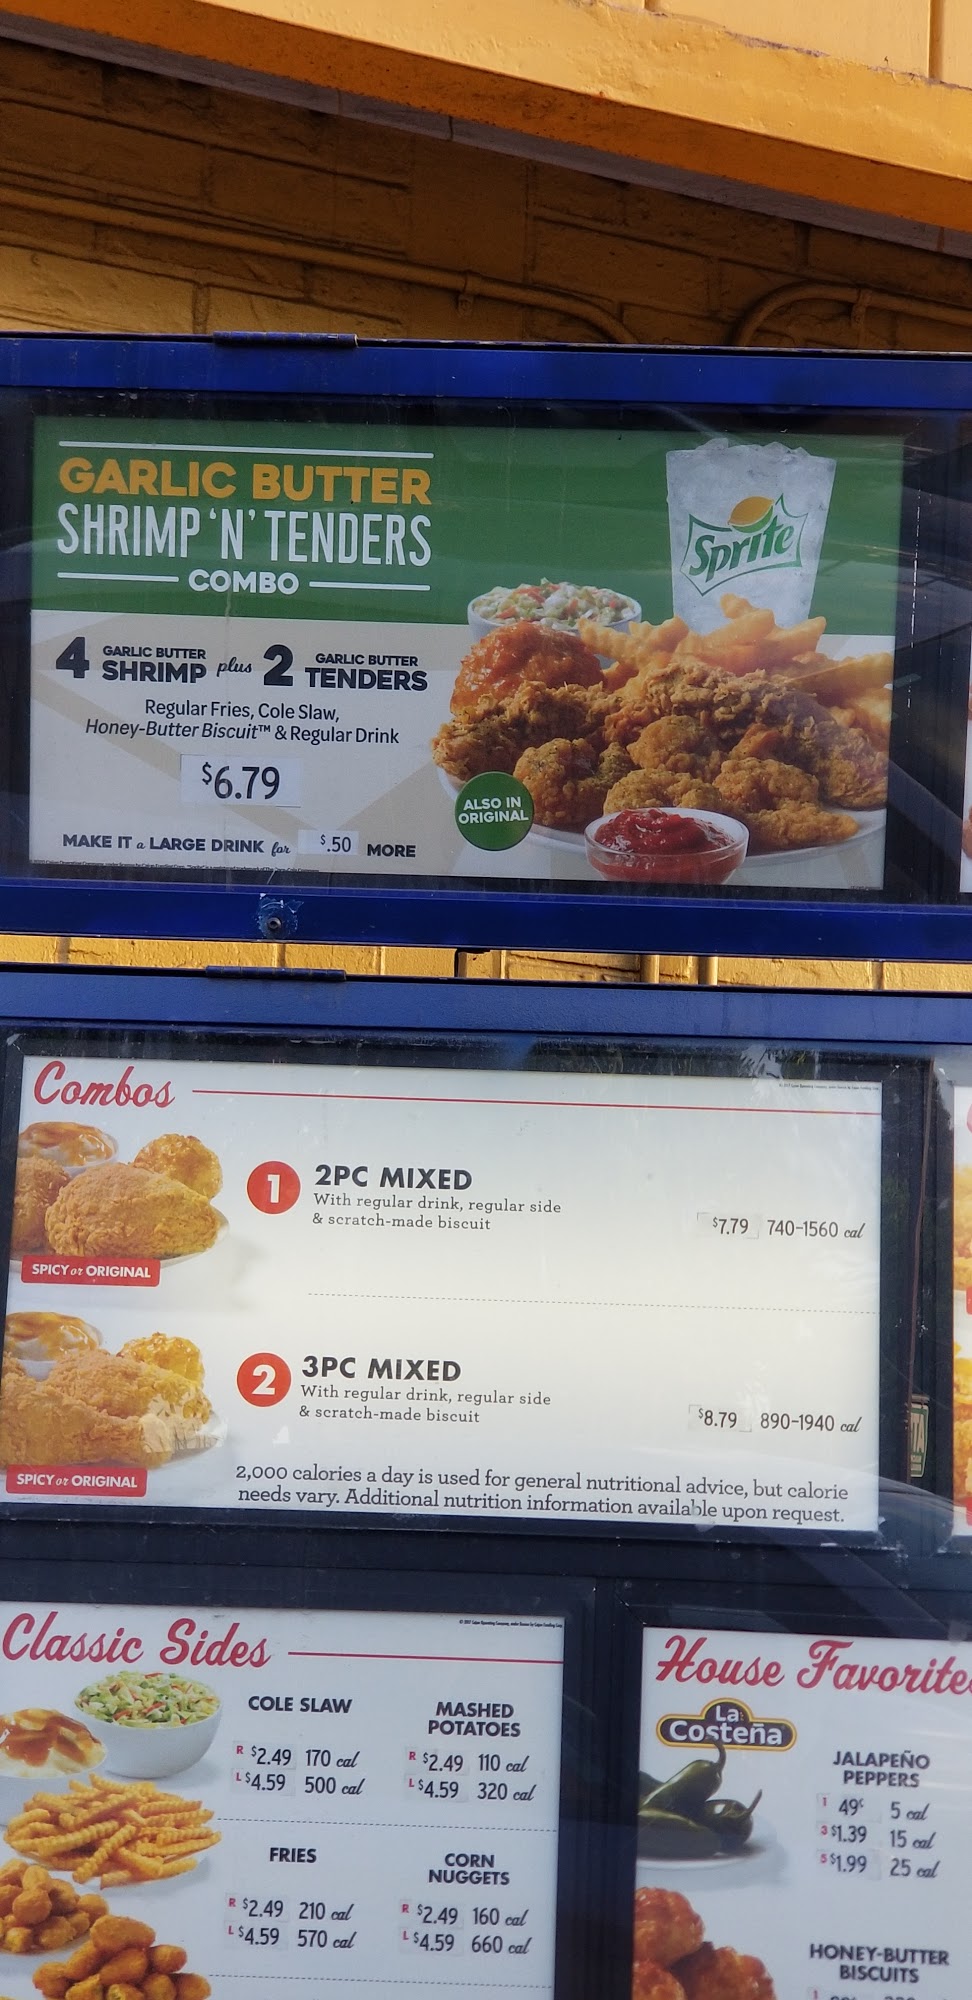 GARLIC BUTTER
SHRIMP 'N' TENDERS
COMBO
Sprite
4 GARLIC BUTTER SHRIMP plus 2 GARLIC BUTTER TENDERS
Regular Fries, Cole Slaw,
Honey-Butter Biscuit™ & Regular Drink
$6.79
ALSO IN
ORIGINAL
MAKE IT a LARGE DRINK for $.50 MORE
Combos
1 2PC MIXED
With regular drink, regular side
& scratch-made biscuit
$7.79 740-1560 cal
SPICY or ORIGINAL
2 3PC MIXED
With regular drink, regular side
& scratch-made biscuit
$8.79 890-1940 cal
SPICY or ORIGINAL
2,000 calories a day is used for general nutritional advice, but calorie
needs vary. Additional nutrition information available upon request.
Classic Sides
COLE SLAW
R $2.49 170 cal
L $4.59 500 cal
MASHED
POTATOES
R $2.49 110 cal
L $4.59 320 cal
FRIES
R $2.49 210 cal
L $4.59 570 cal
CORN
NUGGETS
R $2.49 160 cal
L $4.59 660 cal
House Favorite
La
Costeña
JALAPEÑO
PEPPERS
1 49¢ 5 cal
3 $1.39 15 cal
5 $1.99 25 cal
HONEY-BUTTER
BISCUITS